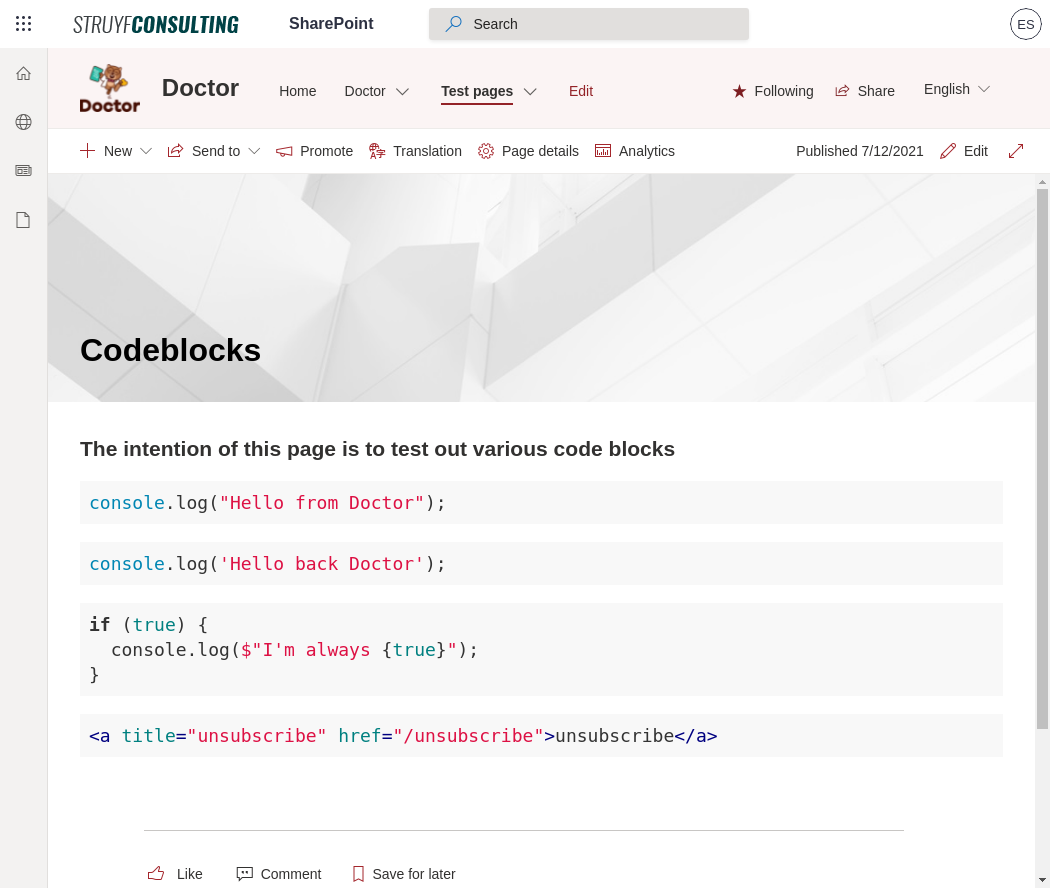 STRUYFCONSULTING SharePoint Search ES
Doctor Doctor Home Doctor Test pages Edit Following Share English
New Send to Promote Translation Page details Analytics Published 7/12/2021 Edit
Codeblocks
The intention of this page is to test out various code blocks
console.log("Hello from Doctor");
console.log('Hello back Doctor');
if (true) {
  console.log($"I'm always {true}");
}
<a title="unsubscribe" href="/unsubscribe">unsubscribe</a>
Like Comment Save for later